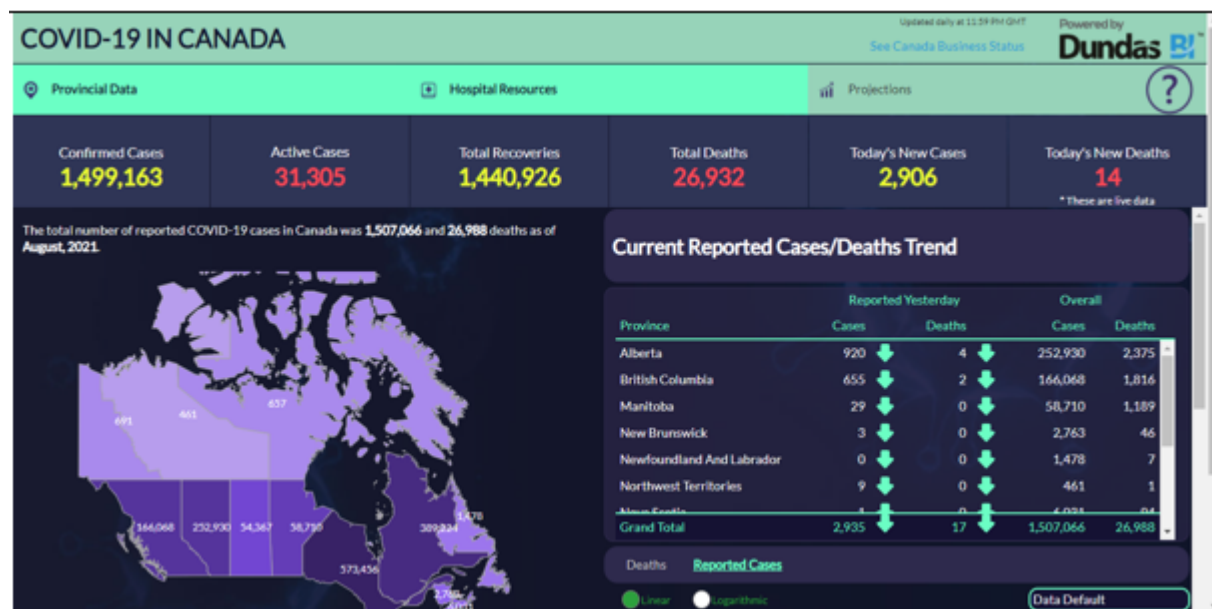 Updated daily at 11:59 PM GMT
COVID-19 IN CANADA
See Canada Business Status
Powered by
Dundas BI
Provincial Data
Hospital Resources
Projections
?
Confirmed Cases
1,499,163
Active Cases
31,305
Total Recoveries
1,440,926
Total Deaths
26,932
Today's New Cases
2,906
Today's New Deaths
14
* These are live data
The total number of reported COVID-19 cases in Canada was 1,507,066 and 26,988 deaths as of
August, 2021.
691
461
657
166,068
252,930
54,367
58,710
573,456
1,478
2,763
Current Reported Cases/Deaths Trend
Reported Yesterday Overall
Province Cases Deaths Cases Deaths
Alberta 920 4 252,930 2,375
British Columbia 655 2 166,068 1,816
Manitoba 29 0 58,710 1,189
New Brunswick 3 0 2,763 46
Newfoundland And Labrador 0 0 1,478 7
Northwest Territories 9 0 461 1
Grand Total 2,935 17 1,507,066 26,988
Deaths Reported Cases
Linear Logarithmic
Data Default